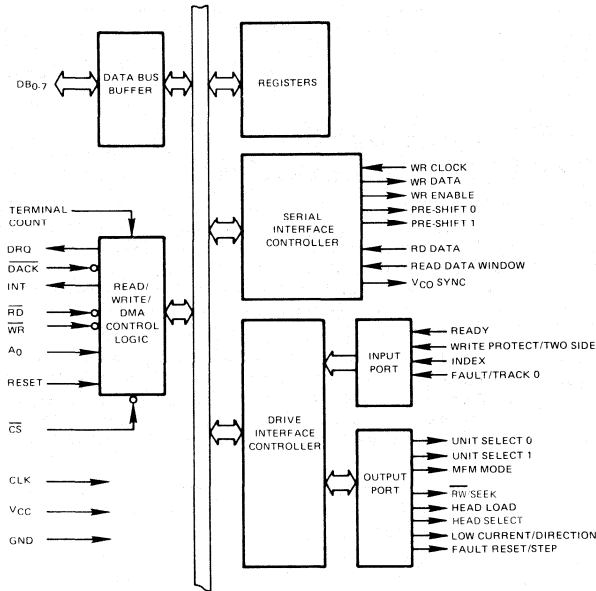 DB0-7
DATA BUS
BUFFER
REGISTERS
SERIAL
INTERFACE
CONTROLLER
WR CLOCK
WR DATA
WR ENABLE
PRE-SHIFT 0
PRE-SHIFT 1
RD DATA
READ DATA WINDOW
VCO SYNC
TERMINAL
COUNT
DRQ
DACK
INT
RD
WR
A0
RESET
CS
READ/
WRITE/
DMA
CONTROL
LOGIC
CLK
VCC
GND
DRIVE
INTERFACE
CONTROLLER
INPUT
PORT
READY
WRITE PROTECT/TWO SIDE
INDEX
FAULT/TRACK 0
OUTPUT
PORT
UNIT SELECT 0
UNIT SELECT 1
MFM MODE
RW/SEEK
HEAD LOAD
HEAD SELECT
LOW CURRENT/DIRECTION
FAULT RESET/STEP